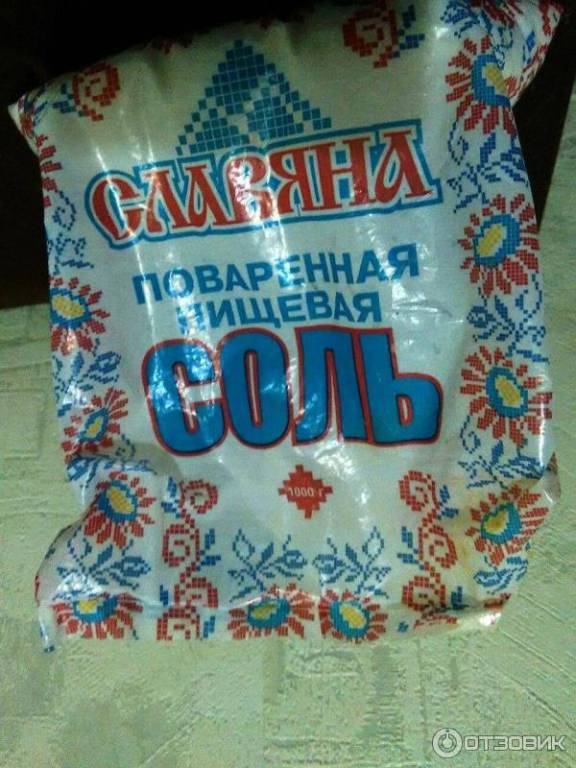 СЛАВЯНА
ПОВАРЕННАЯ
ПИЩЕВАЯ
СОЛЬ
1000 г
ОТЗОВИК